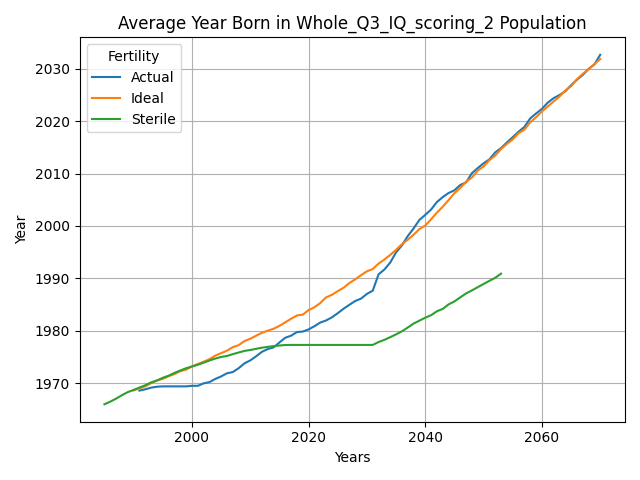 Average Year Born in Whole_Q3_IQ_scoring_2 Population
Fertility
Actual
Ideal
Sterile
Year
2030
2020
2010
2000
1990
1980
1970
2000 2020 2040 2060
Years